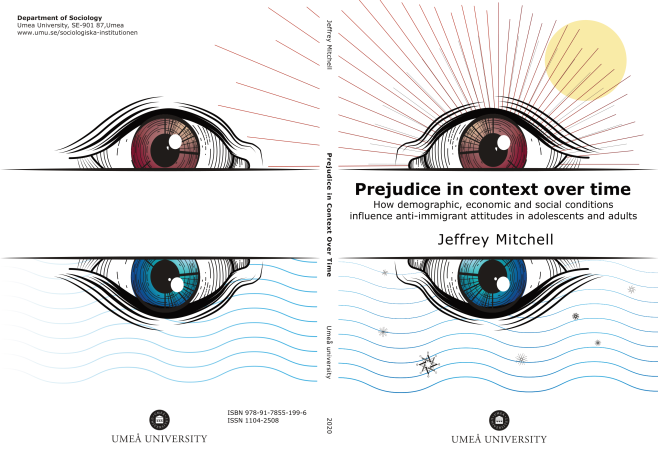 Department of Sociology
Umea University, SE-901 87,Umea
www.umu.se/sociologiska-institutionen
ISBN 978-91-7855-199-6
ISSN 1104-2508
UMEÅ UNIVERSITY
Jeffrey Mitchell
Prejudice in Context Over Time
Umeå university
2020
Prejudice in context over time
How demographic, economic and social conditions
influence anti-immigrant attitudes in adolescents and adults
Jeffrey Mitchell
UMEÅ UNIVERSITY